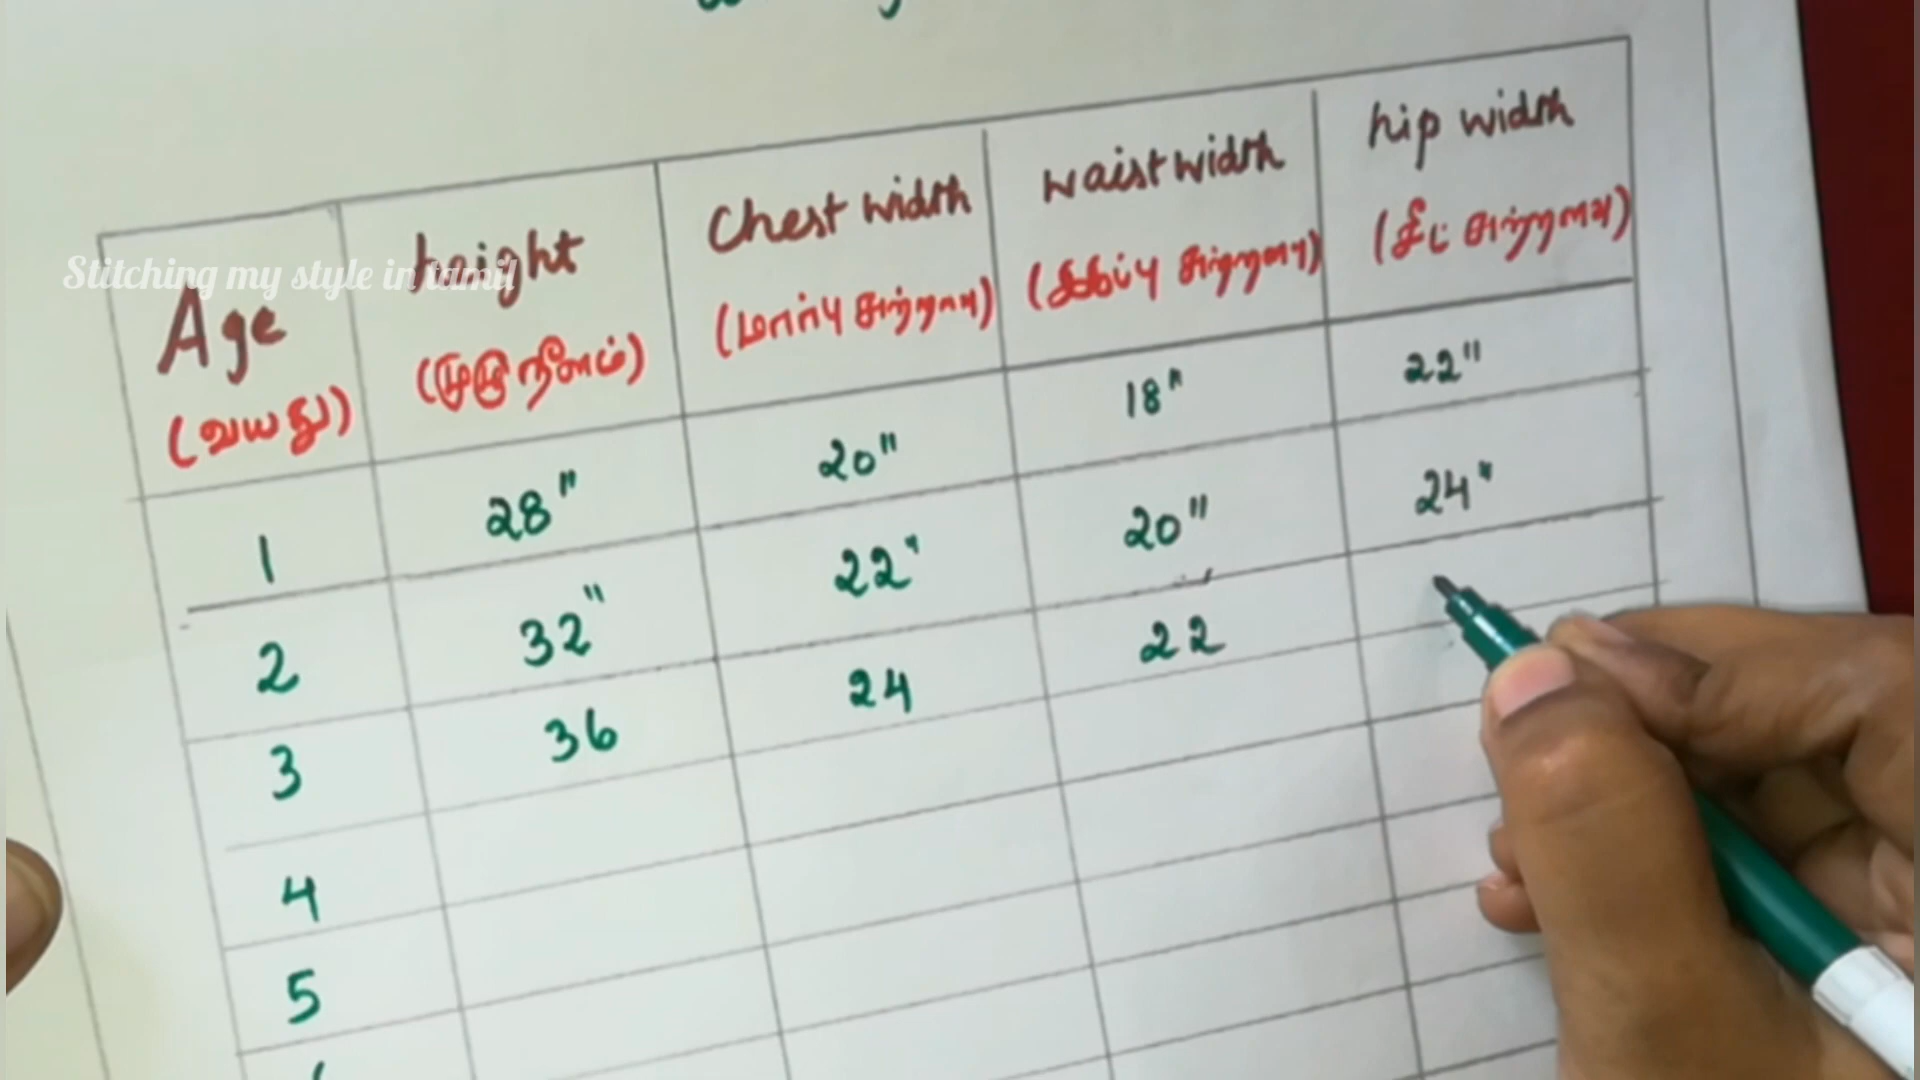 Stitching my style in tamil
Age
(வயது)
height
(முழு நீளம்)
Chest width
(மார்பு சுற்றளவு)
waist width
(இடுப்பு சுற்றளவு)
hip width
(சீட் சுற்றளவு)
1 28" 20" 18" 22"
2 32" 22" 20" 24"
3 36 24 22
4
5